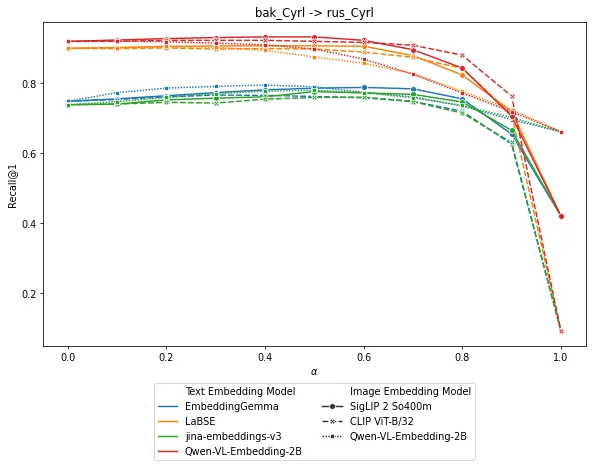 bak_Cyrl -> rus_Cyrl
Recall@1
0.8
0.6
0.4
0.2
0.0 0.2 0.4 0.6 0.8 1.0
α
Text Embedding Model
EmbeddingGemma
LaBSE
jina-embeddings-v3
Qwen-VL-Embedding-2B
Image Embedding Model
SigLIP 2 So400m
CLIP ViT-B/32
Qwen-VL-Embedding-2B